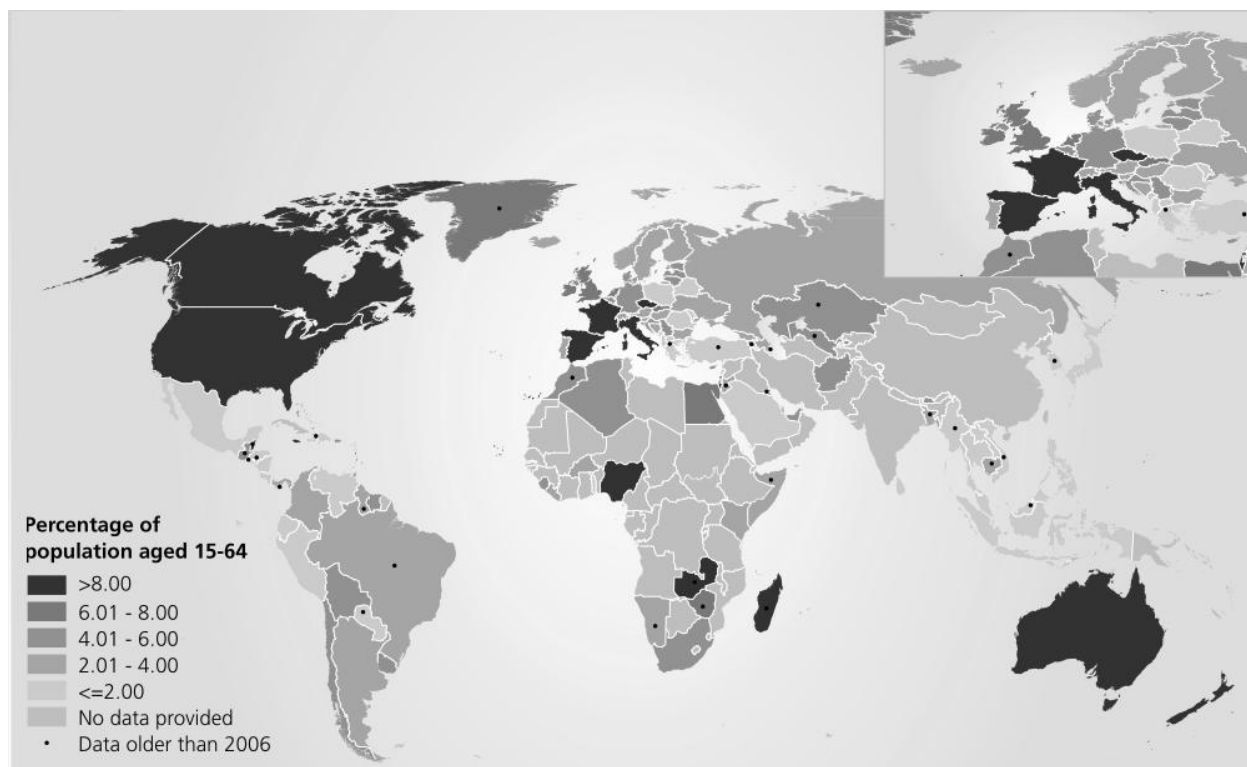 Percentage of
population aged 15-64
>8.00
6.01 - 8.00
4.01 - 6.00
2.01 - 4.00
<=2.00
No data provided
Data older than 2006